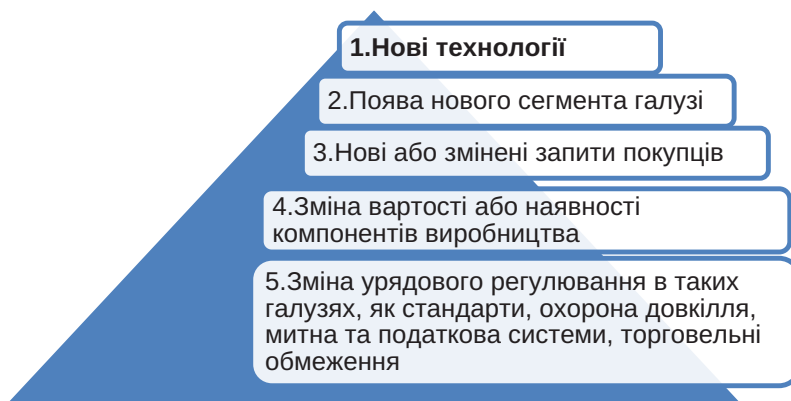 1.Нові технології
2.Поява нового сегмента галузі
3.Нові або змінені запити покупців
4.Зміна вартості або наявності
компонентів виробництва
5.Зміна урядового регулювання в таких
галузях, як стандарти, охорона довкілля,
митна та податкова системи, торговельні
обмеження